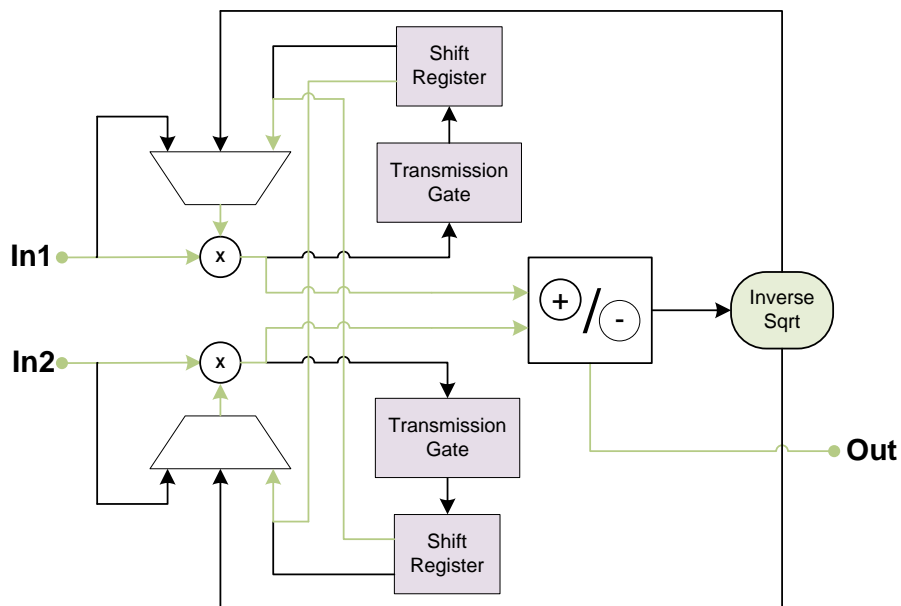 Shift
Register
Transmission
Gate
x
In1
+
/
-
Inverse
Sqrt
In2
x
Transmission
Gate
Out
Shift
Register